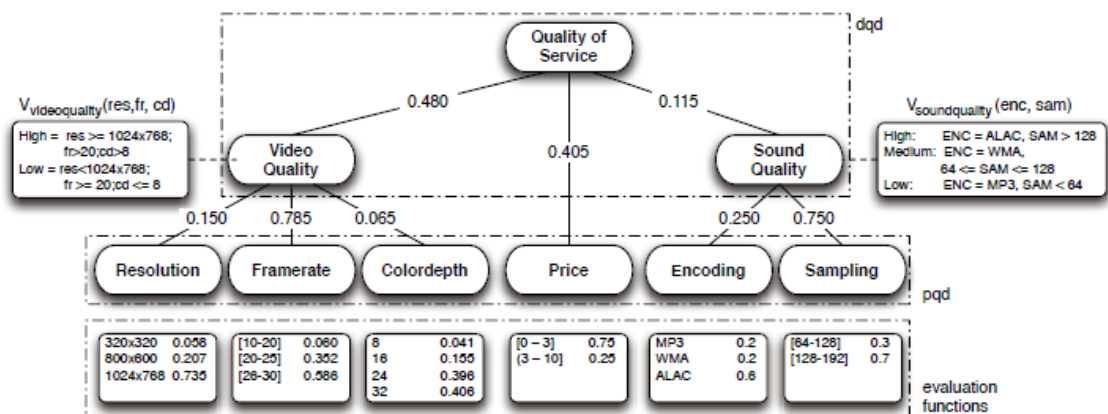 dqd
Quality of
Service
0.480
0.115
0.405
V videoquality (res,fr, cd)
High = res >= 1024x768;
fr>20;cd>8
Low = res<1024x768;
fr >= 20;cd <= 8
Video
Quality
Sound
Quality
V soundquality (enc, sam)
High: ENC = ALAC, SAM > 128
Medium: ENC = WMA,
64 <= SAM <= 128
Low: ENC = MP3, SAM < 64
0.150 0.785 0.065
0.250 0.750
Resolution
Framerate
Colordepth
Price
Encoding
Sampling
pqd
320x320 0.058
800x600 0.207
1024x768 0.735
[10-20] 0.060
[20-25] 0.352
[26-30] 0.586
8 0.041
16 0.155
24 0.396
32 0.406
[0 – 3] 0.75
(3 – 10] 0.25
MP3 0.2
WMA 0.2
ALAC 0.6
[64-128] 0.3
[128-192] 0.7
evaluation
functions